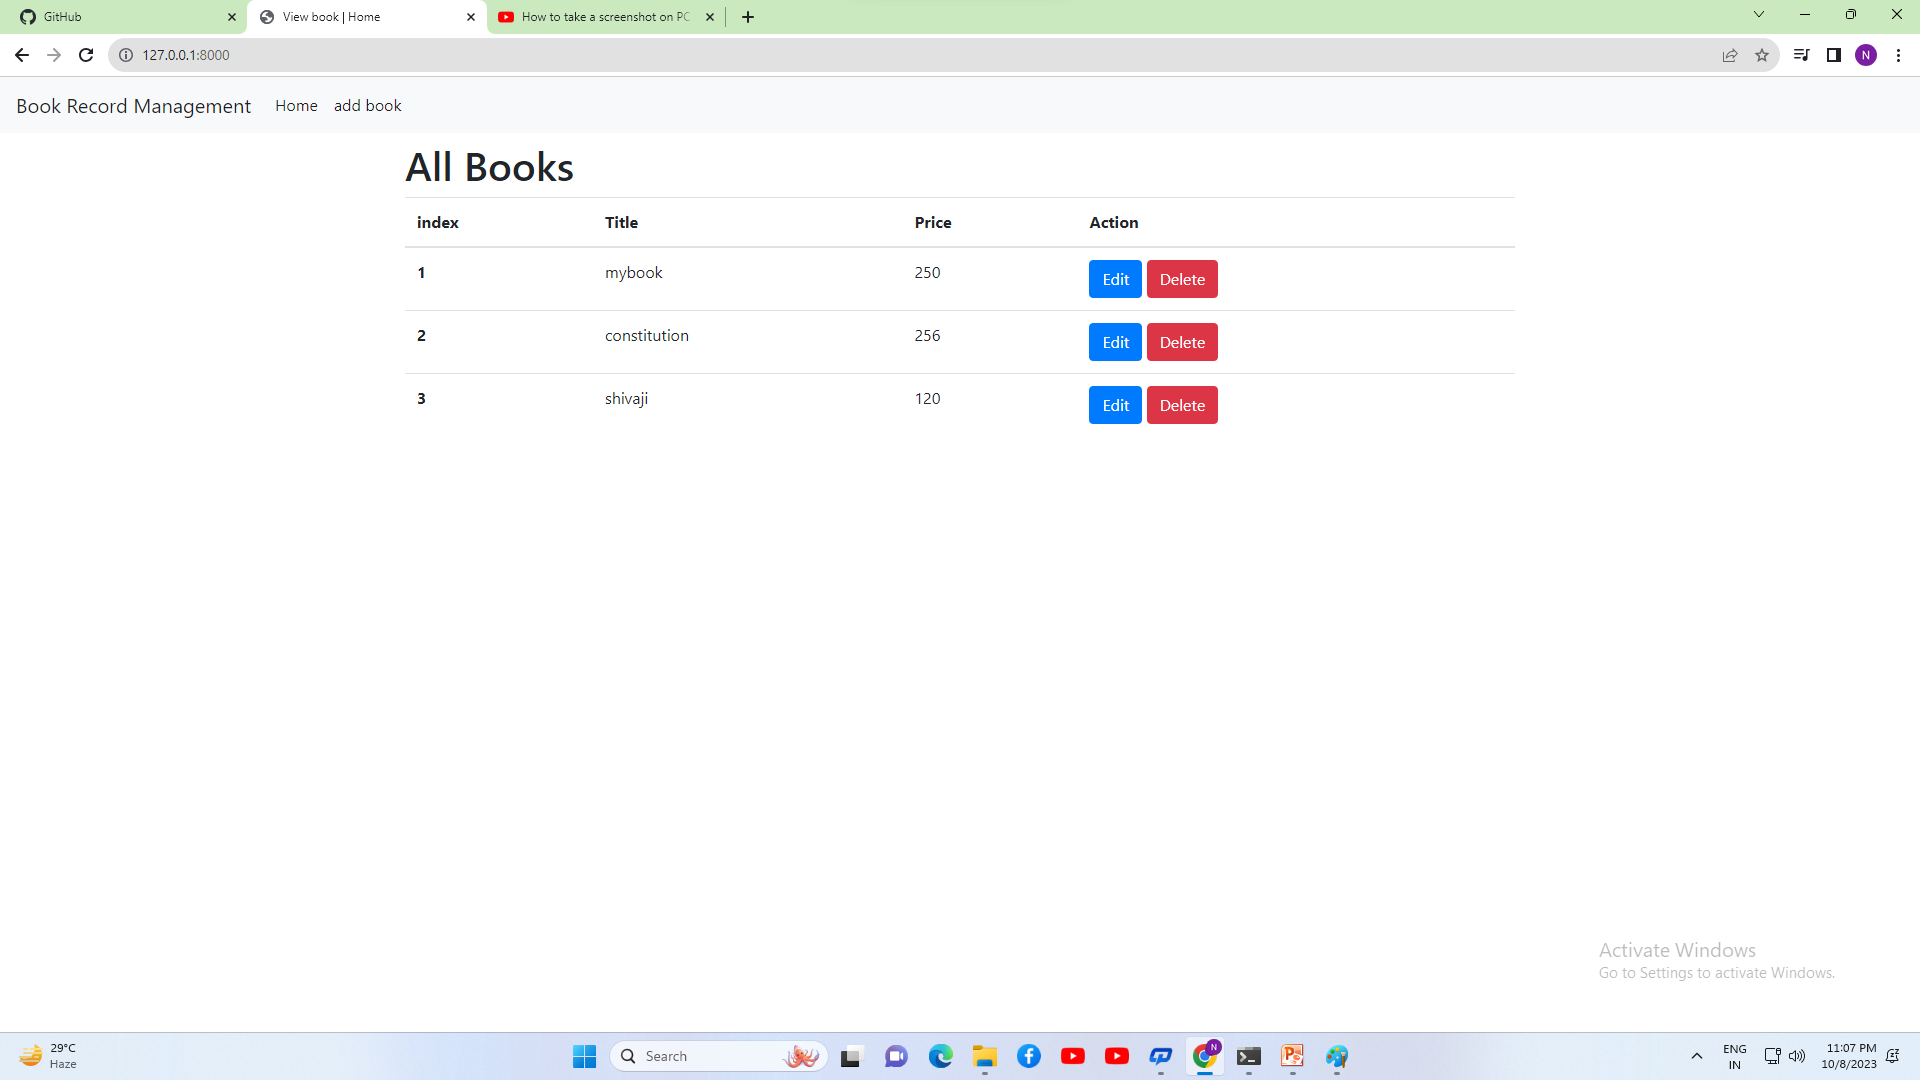 GitHub
View book | Home
How to take a screenshot on PC
127.0.0.1:8000
N
Book Record Management Home add book
All Books
index Title Price Action
1 mybook 250 Edit Delete
2 constitution 256 Edit Delete
3 shivaji 120 Edit Delete
Activate Windows
Go to Settings to activate Windows.
29°C
Haze
Search
N
ENG
IN
11:07 PM
10/8/2023